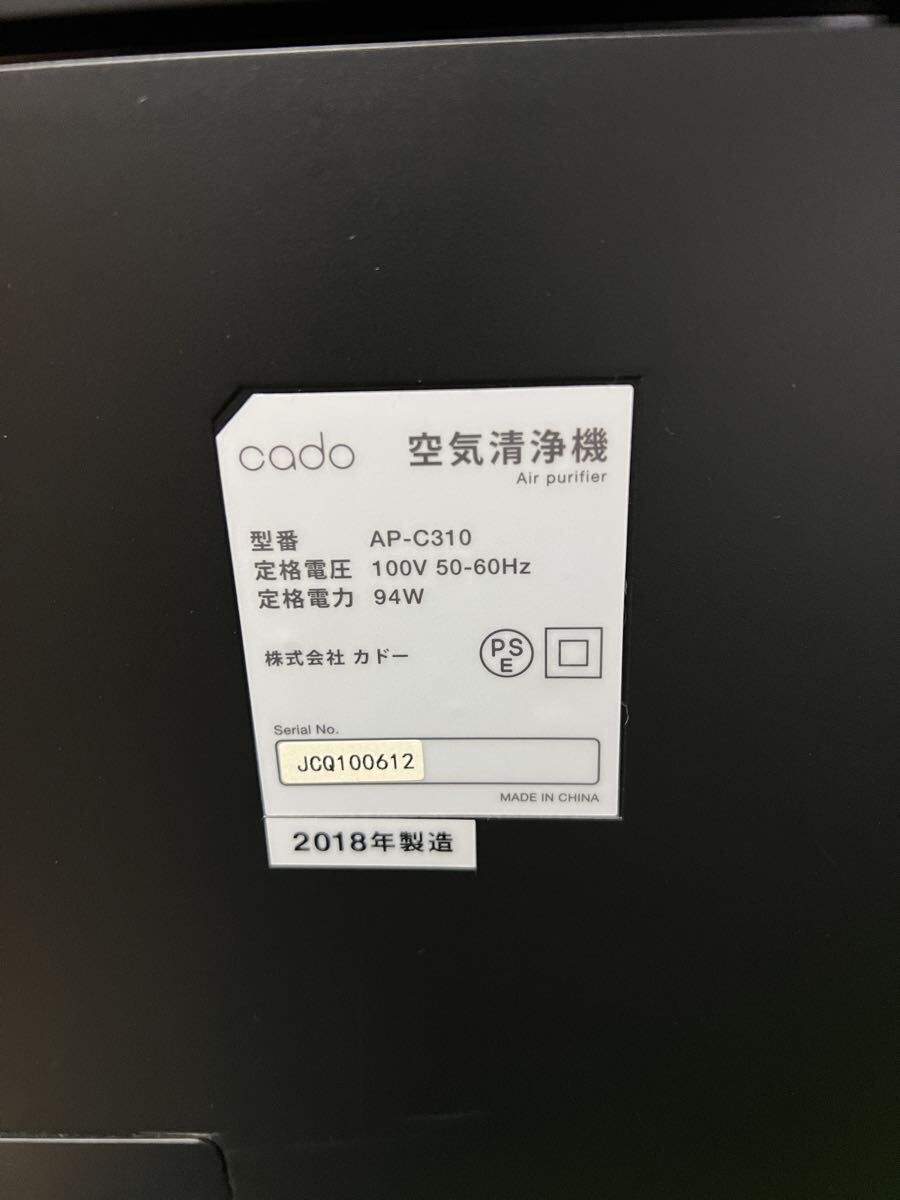 cado 空気清浄機
Air purifier
型番 AP-C310
定格電圧 100V 50-60Hz
定格電力 94W
株式会社 カドー PSE
Serial No.
JCQ100612
MADE IN CHINA
2018年製造